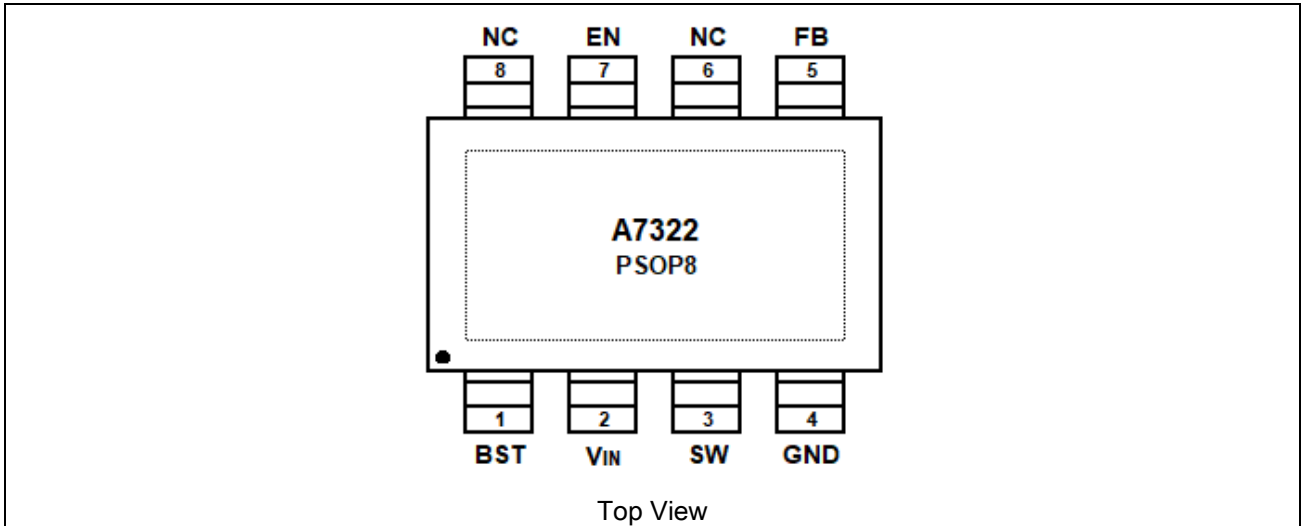 NC EN NC FB
8 7 6 5
A7322
PSOP8
1 2 3 4
BST VIN SW GND
Top View